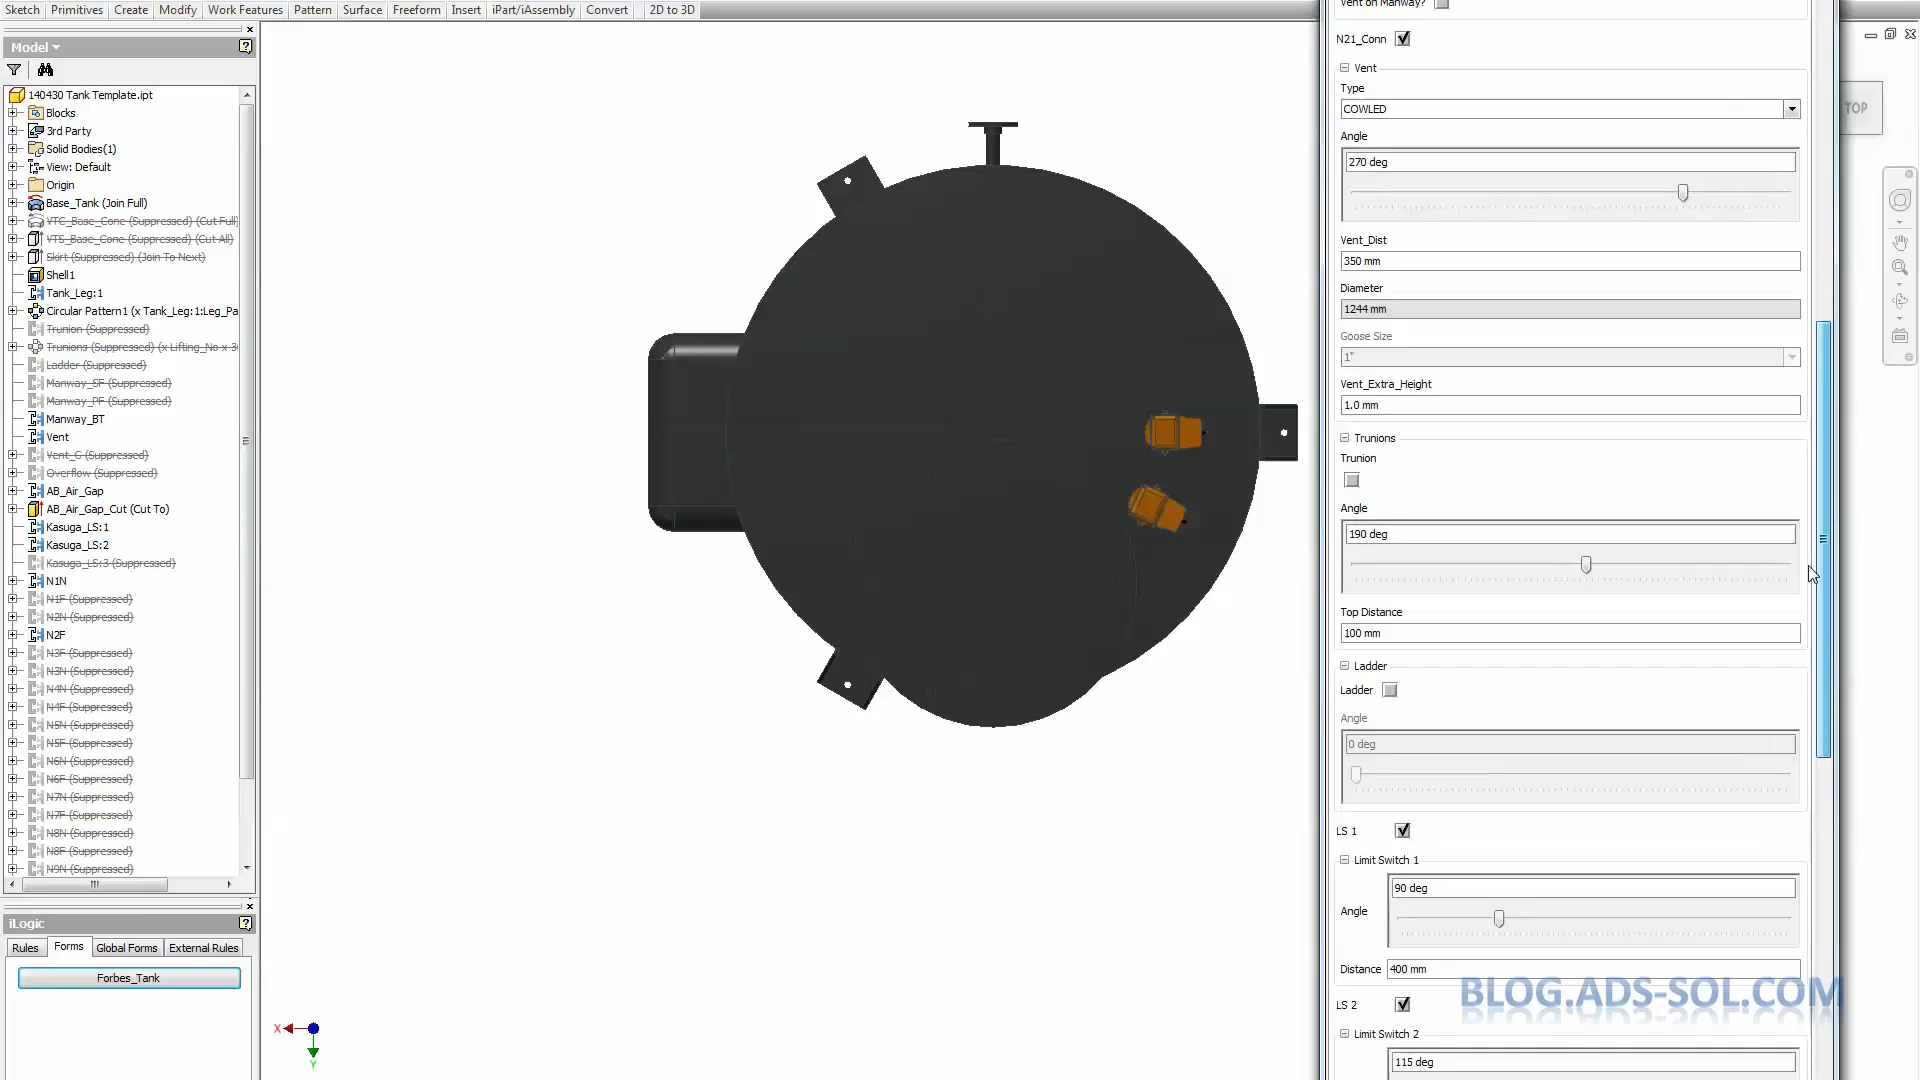 Sketch Primitives Create Modify Work Features Pattern Surface Freeform Insert iPart/iAssembly Convert 2D to 3D
Model
140430 Tank Template.ipt
Blocks
3rd Party
Solid Bodies(1)
View: Default
Origin
Base_Tank (Join Full)
VTC_Base_Cone (Suppressed) (Cut Full)
VTS_Base_Cone (Suppressed) (Cut All)
Skirt (Suppressed) (Join To Next)
Shell1
Tank_Leg:1
Circular Pattern1 (x Tank_Leg:1:Leg_Pa
Trunion (Suppressed)
Trunions (Suppressed) (x Lifting_No x 3
Ladder (Suppressed)
Manway_SF (Suppressed)
Manway_PF (Suppressed)
Manway_BT
Vent
Vent_G (Suppressed)
Overflow (Suppressed)
AB_Air_Gap
AB_Air_Gap_Cut (Cut To)
Kasuga_LS:1
Kasuga_LS:2
Kasuga_LS:3 (Suppressed)
N1N
N1F (Suppressed)
N2N (Suppressed)
N2F
N3F (Suppressed)
N3N (Suppressed)
N4N (Suppressed)
N4F (Suppressed)
N5N (Suppressed)
N5F (Suppressed)
N6N (Suppressed)
N6F (Suppressed)
N7N (Suppressed)
N7F (Suppressed)
N8N (Suppressed)
N8F (Suppressed)
N9N (Suppressed)
iLogic
Rules Forms Global Forms External Rules
Forbes_Tank
X
Y
Vent on Manway?
N21_Conn
Vent
Type
COWLED
Angle
270 deg
Vent_Dist
350 mm
Diameter
1244 mm
Goose Size
1"
Vent_Extra_Height
1.0 mm
Trunions
Trunion
Angle
190 deg
Top Distance
100 mm
Ladder
Ladder
Angle
0 deg
LS 1
Limit Switch 1
90 deg
Angle
Distance 400 mm
LS 2
Limit Switch 2
115 deg
TOP
BLOG.ADS-SOL.COM